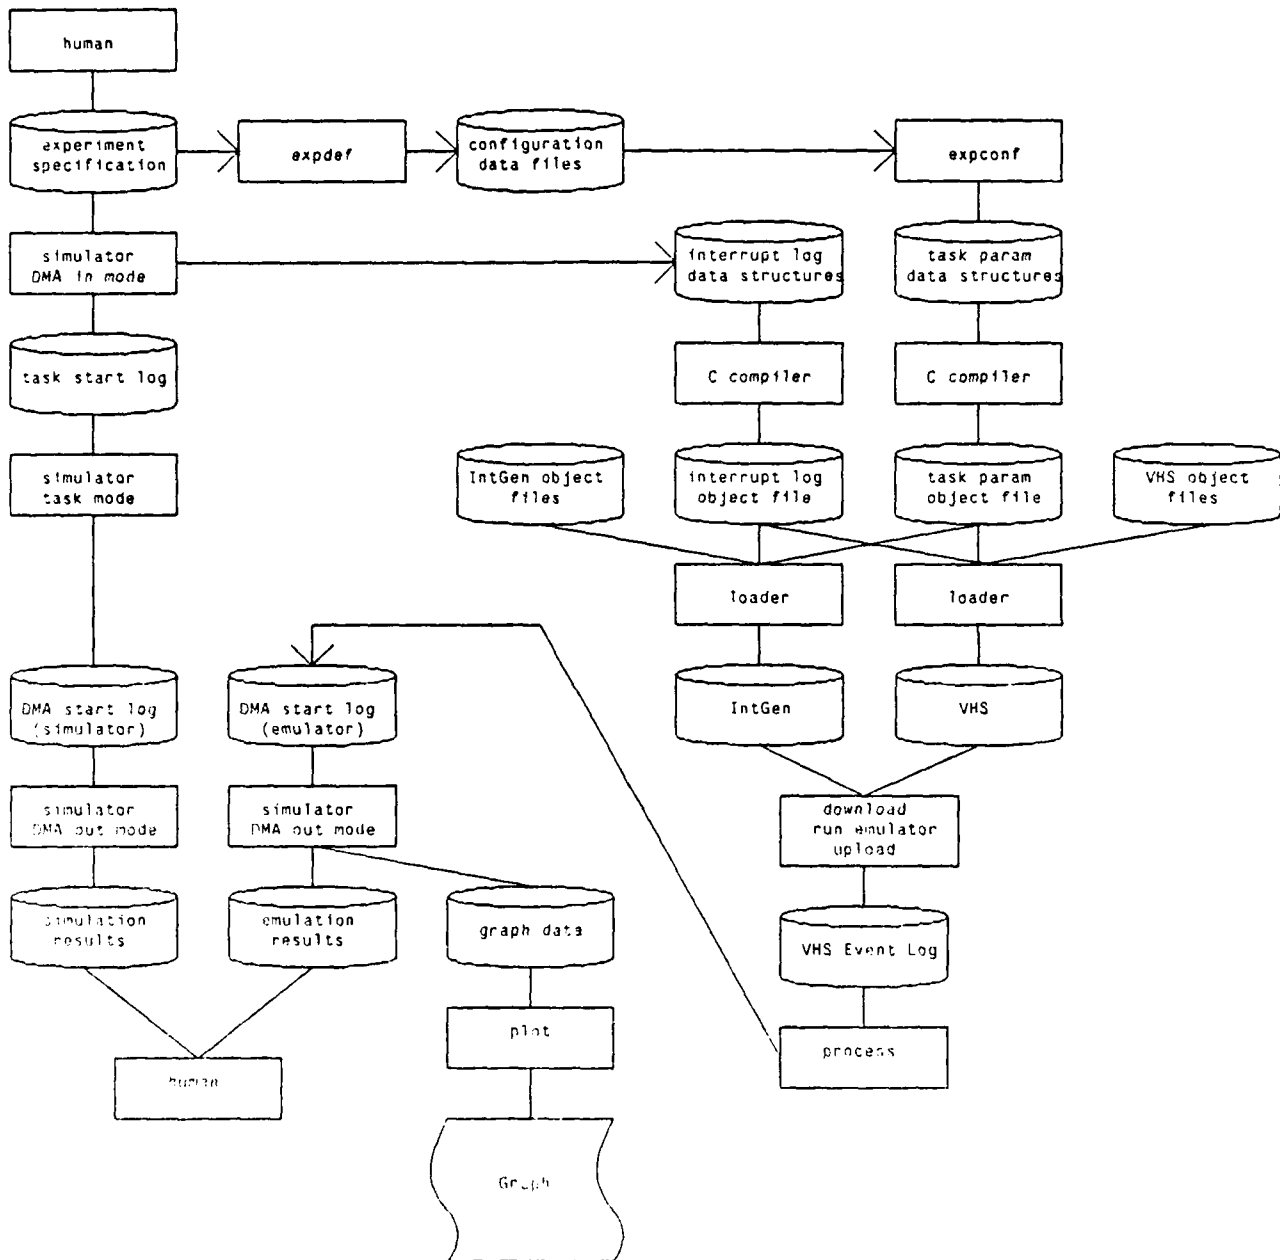 human
experiment
specification
expdef
configuration
data files
expconf
simulator
DMA in mode
interrupt log
data structures
task param
data structures
task start log
C compiler
C compiler
simulator
task mode
IntGen object
files
interrupt log
object file
task param
object file
VHS object
files
loader
loader
DMA start log
(simulator)
DMA start log
(emulator)
IntGen
VHS
simulator
DMA out mode
simulator
DMA out mode
download
run emulator
upload
simulation
results
emulation
results
graph data
VHS Event Log
plot
process
human
Graph